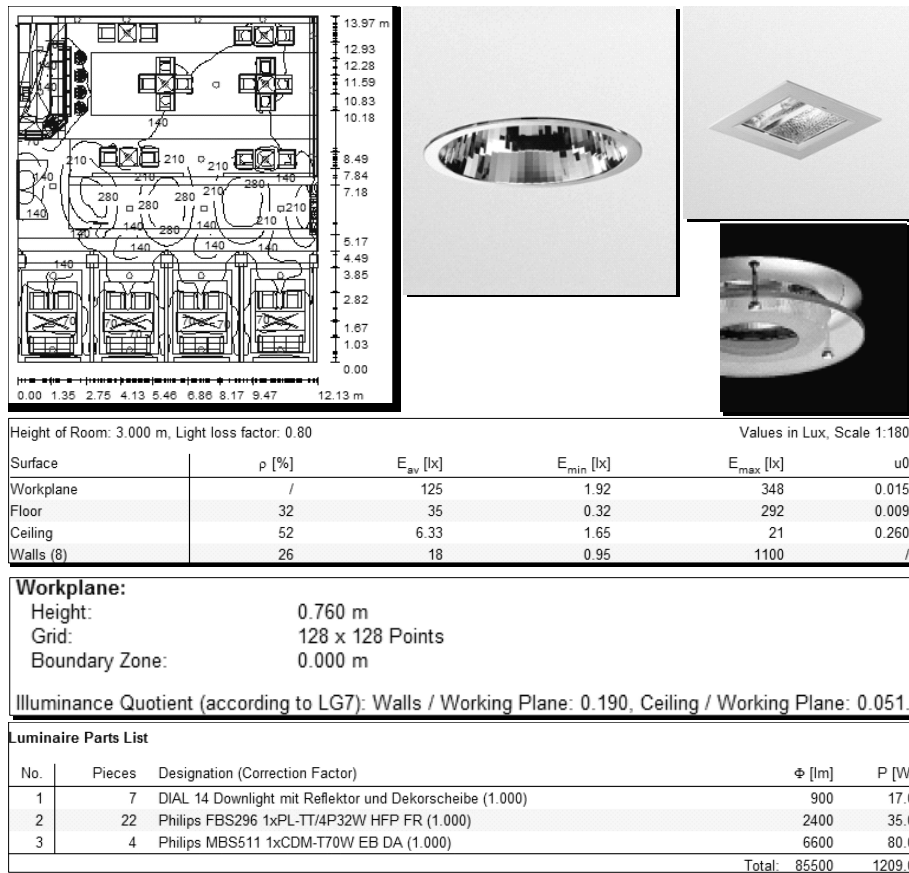 13.97 m
12.93
12.28
11.59
10.83
10.18
8.49
7.84
7.18
5.17
4.49
3.85
2.82
1.67
1.03
0.00
140
140
210
210
210
210
280
140
140
280
280
210
210
140
140
280
140
140
140
140
70
70
70
70
0.00 1.35 2.75 4.13 5.46 6.86 8.17 9.47 12.13 m
Height of Room: 3.000 m, Light loss factor: 0.80 Values in Lux, Scale 1:180
Surface ρ [%] Eav [lx] Emin [lx] Emax [lx] u0
Workplane / 125 1.92 348 0.015
Floor 32 35 0.32 292 0.009
Ceiling 52 6.33 1.65 21 0.260
Walls (8) 26 18 0.95 1100 /
Workplane:
Height: 0.760 m
Grid: 128 x 128 Points
Boundary Zone: 0.000 m
Illuminance Quotient (according to LG7): Walls / Working Plane: 0.190, Ceiling / Working Plane: 0.051.
Luminaire Parts List
No. Pieces Designation (Correction Factor) Φ [lm] P [W
1 7 DIAL 14 Downlight mit Reflektor und Dekorscheibe (1.000) 900 17.
2 22 Philips FBS296 1xPL-TT/4P32W HFP FR (1.000) 2400 35.
3 4 Philips MBS511 1xCDM-T70W EB DA (1.000) 6600 80.
Total: 85500 1209.